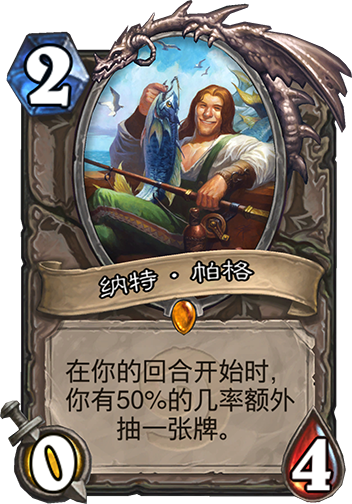 2
纳特·帕格
在你的回合开始时，
你有50%的几率额外
抽一张牌。
0
4